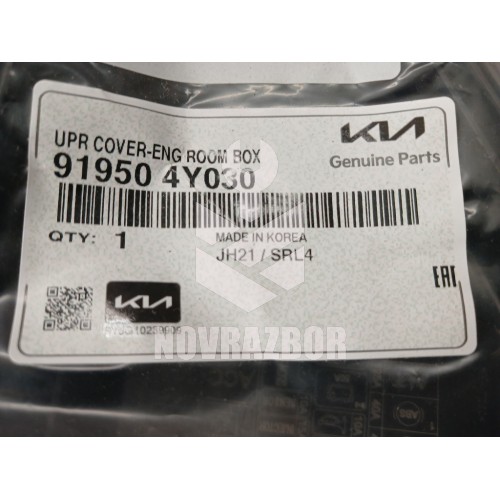 UPR COVER-ENG ROOM BOX
91950 4Y030
KIA
Genuine Parts
QTY: 1
MADE IN KOREA
JH21 / SRL4
EAC
KIA
NOVRAZBOR